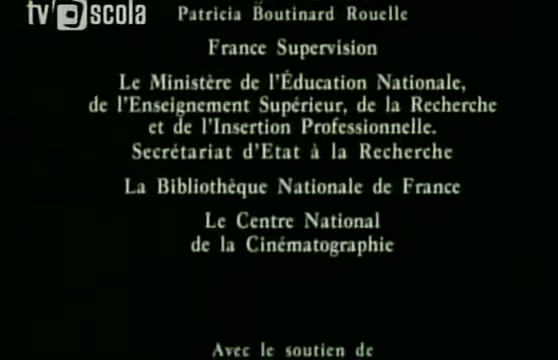 tv escola
Patricia Boutinard Rouelle
France Supervision
Le Ministère de l'Éducation Nationale,
de l'Enseignement Supérieur, de la Recherche
et de l'Insertion Professionnelle.
Secrétariat d'Etat à la Recherche
La Bibliothèque Nationale de France
Le Centre National
de la Cinématographie
Avec le soutien de